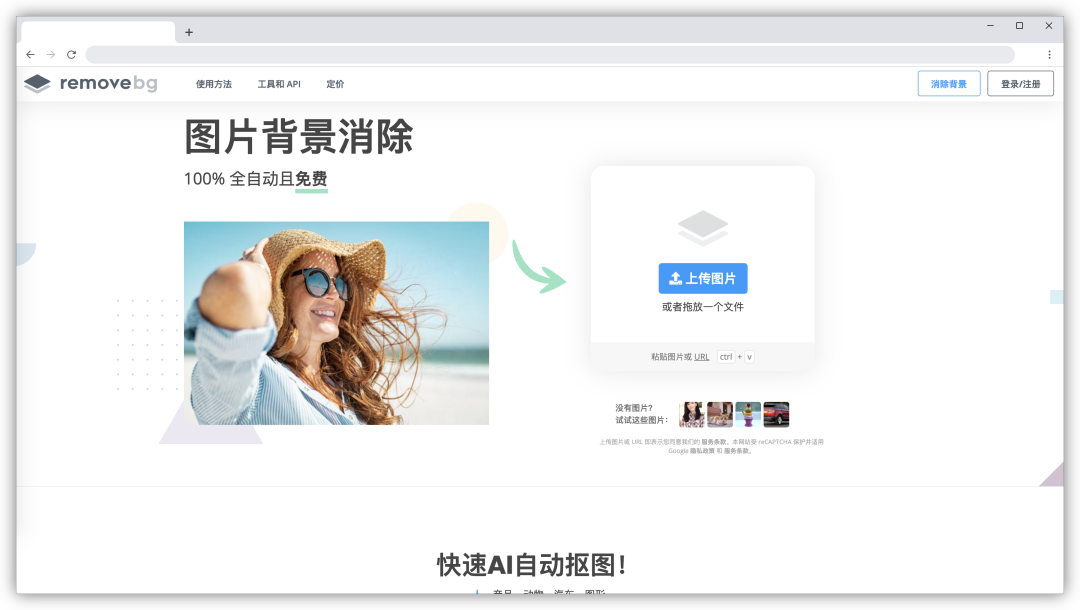 removebg 使用方法 工具和 API 定价 消除背景 登录/注册
图片背景消除
100% 全自动且免费
上传图片
或者拖放一个文件
粘贴图片或 URL ctrl + v
没有图片?
试试这些图片：
上传图片或 URL 即表示您同意我们的 服务条款。本网站受 reCAPTCHA 保护并适用
Google 隐私政策 和 服务条款。
快速AI自动抠图！